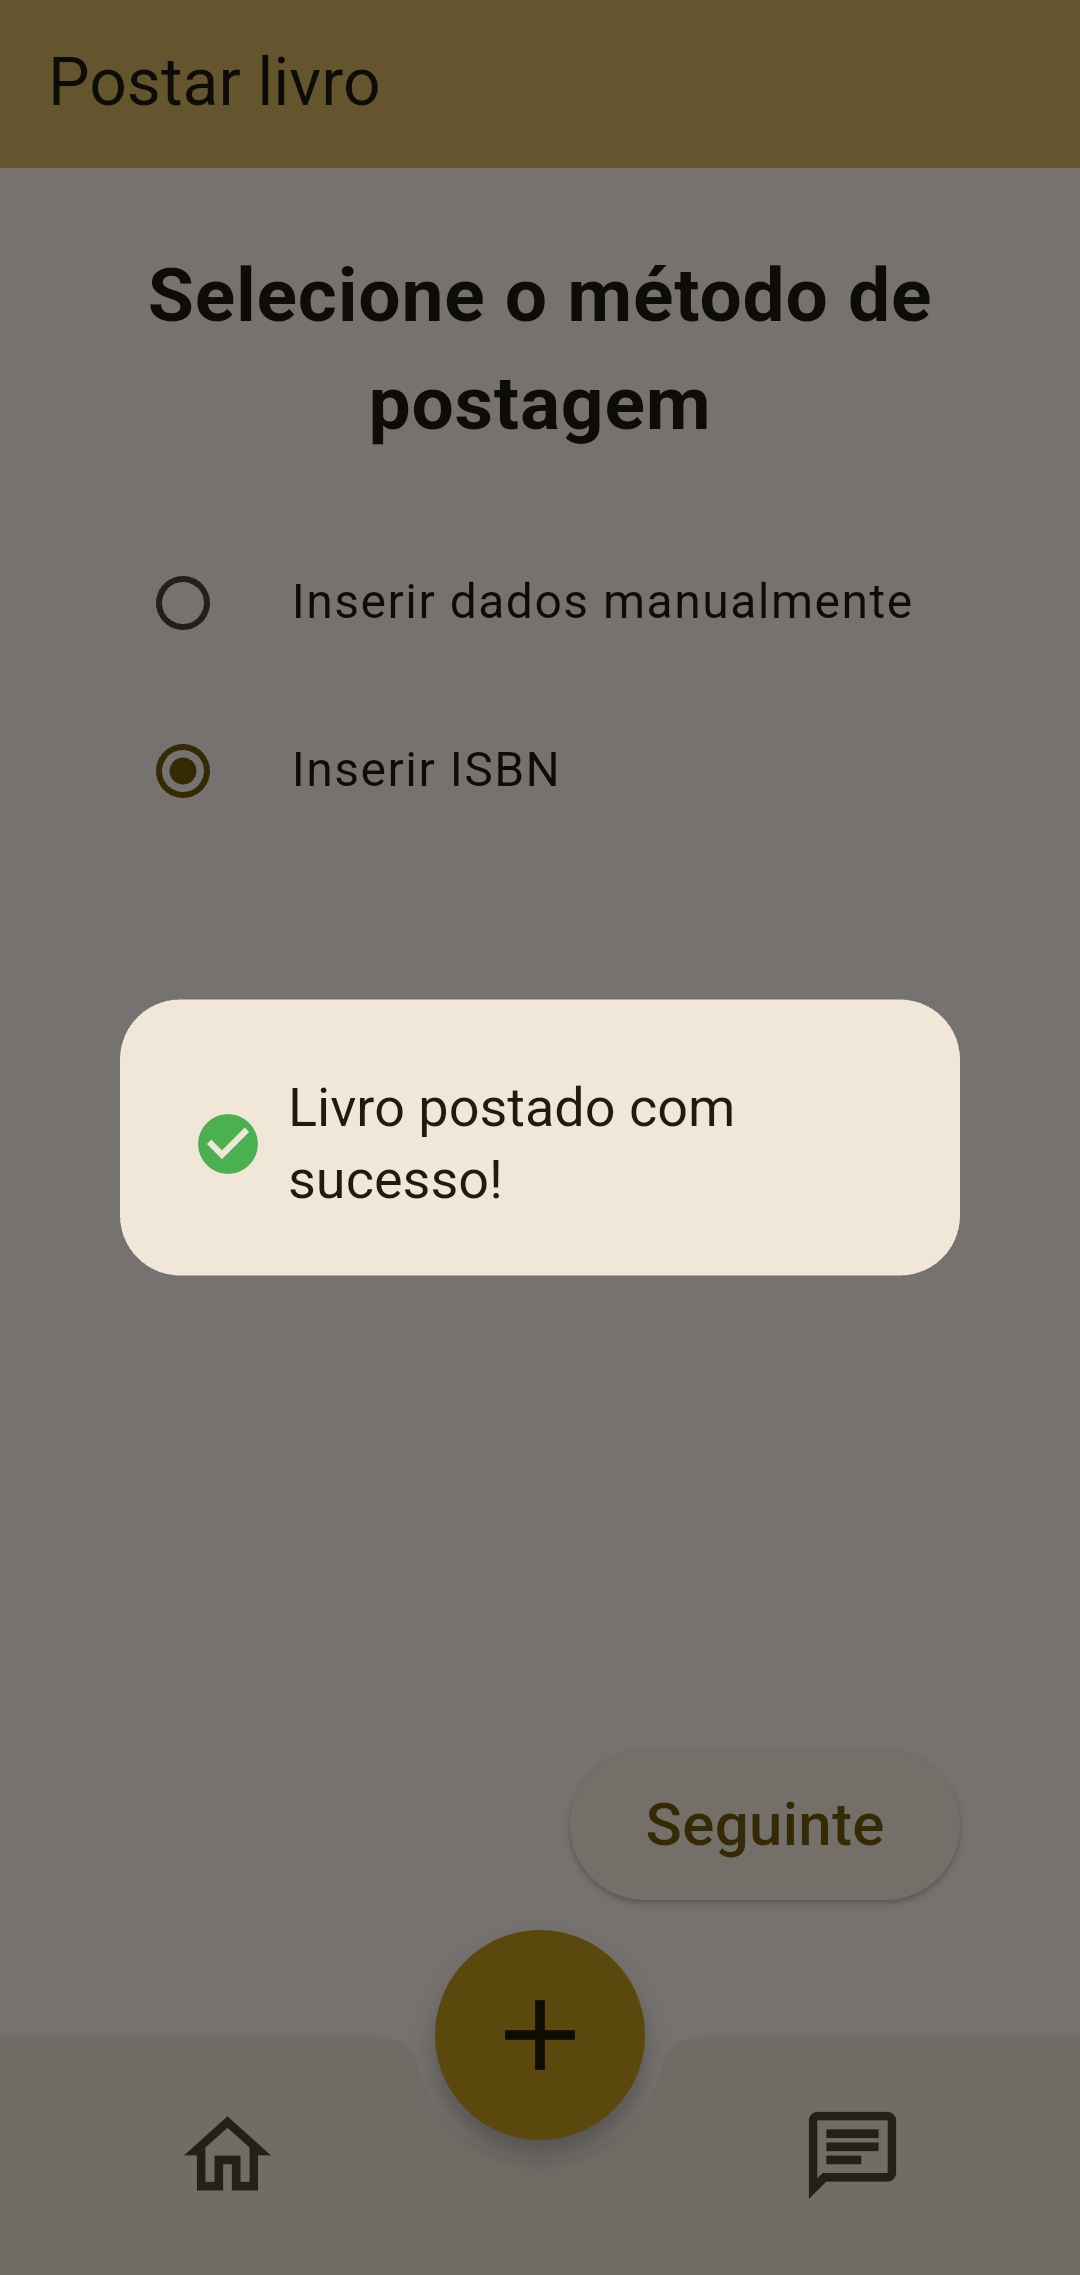 Postar livro
Selecione o método de
postagem
Inserir dados manualmente
Inserir ISBN
Livro postado com
sucesso!
Seguinte